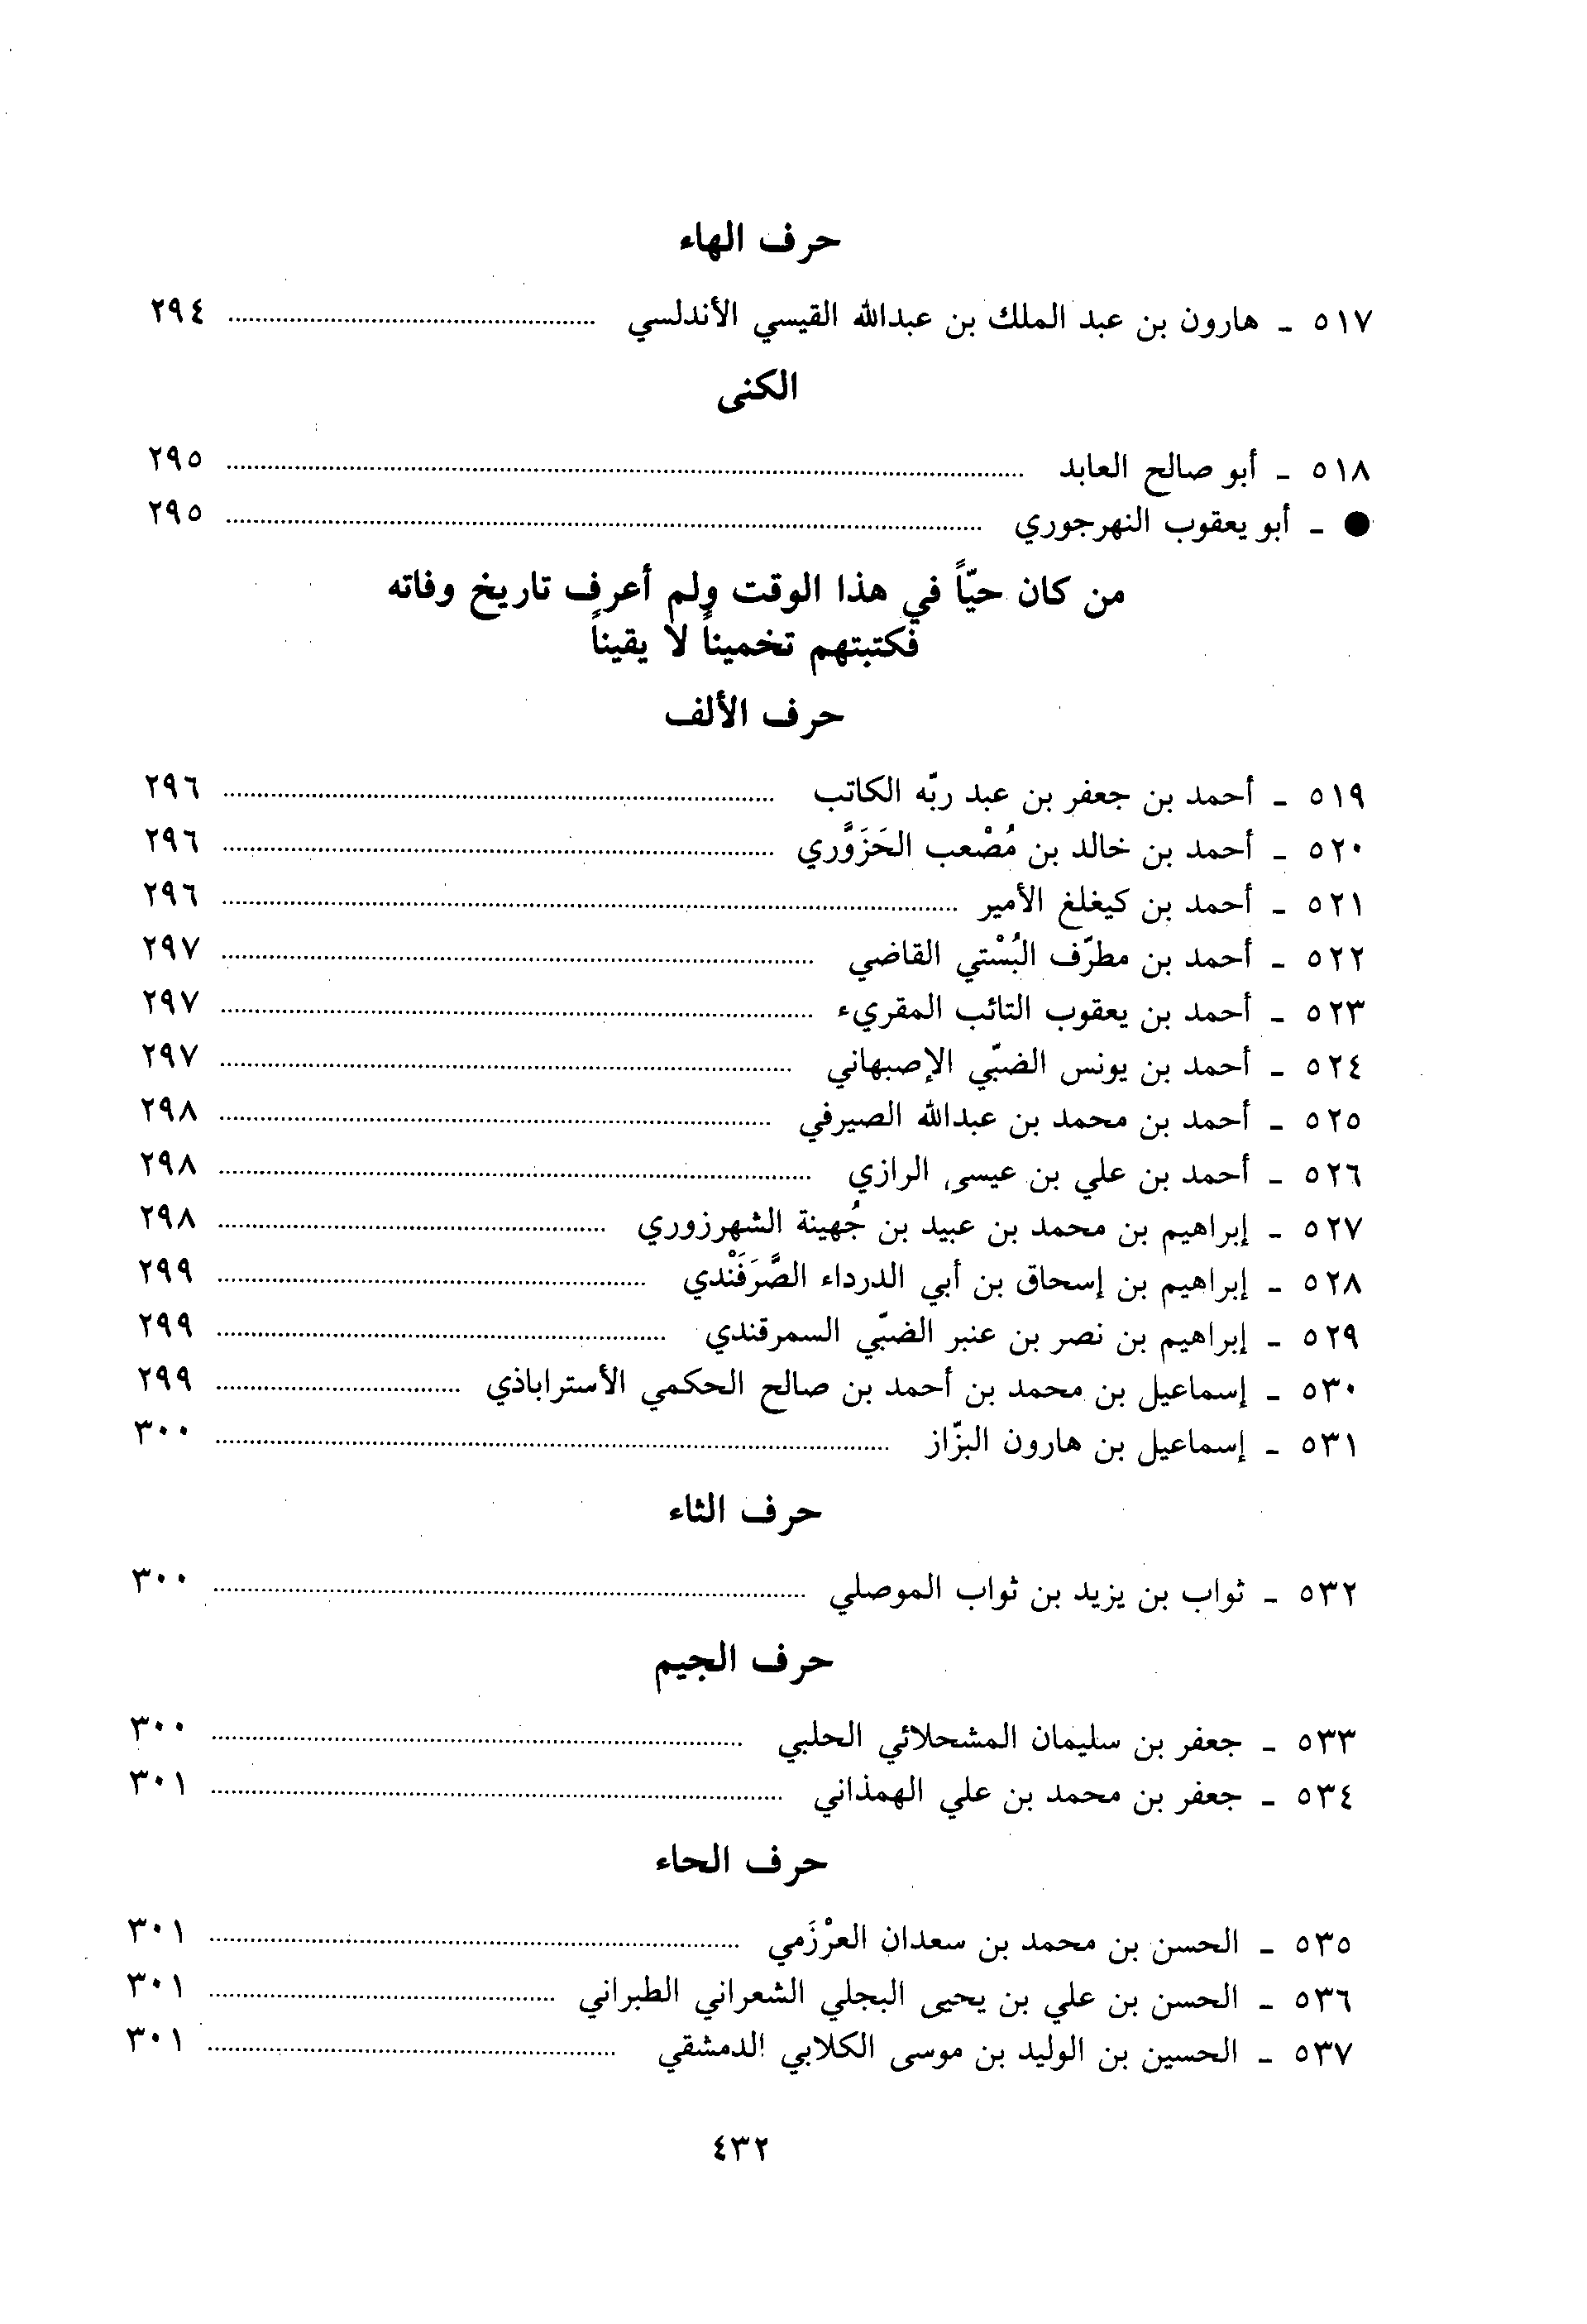 حرف الهاء
٥١٧ - هارون بن عبد الملك بن عبدالله القيسي الأندلسي ........ ٢٩٤
الكنى
٥١٨ - أبو صالح العابد ........ ٢٩٥
● - أبو يعقوب النهرجوري ........ ٢٩٥
من كان حيّاً في هذا الوقت ولم أعرف تاريخ وفاته
فكتبتهم تخميناً لا يقيناً
حرف الألف
٥١٩ - أحمد بن جعفر بن عبد ربّه الكاتب ........ ٢٩٦
٥٢٠ - أحمد بن خالد بن مُصْعب الحَزَوَّري ........ ٢٩٦
٥٢١ - أحمد بن كيغلغ الأمير ........ ٢٩٦
٥٢٢ - أحمد بن مطرّف البُسْتي القاضي ........ ٢٩٧
٥٢٣ - أحمد بن يعقوب التائب المقريء ........ ٢٩٧
٥٢٤ - أحمد بن يونس الضبّي الإصبهاني ........ ٢٩٧
٥٢٥ - أحمد بن محمد بن عبدالله الصيرفي ........ ٢٩٨
٥٢٦ - أحمد بن علي بن عيسى الرازي ........ ٢٩٨
٥٢٧ - إبراهيم بن محمد بن عبيد بن جُهينة الشهرزوري ........ ٢٩٨
٥٢٨ - إبراهيم بن إسحاق بن أبي الدرداء الصَّرَفَنْدي ........ ٢٩٩
٥٢٩ - إبراهيم بن نصر بن عنبر الضبّي السمرقندي ........ ٢٩٩
٥٣٠ - إسماعيل بن محمد بن أحمد بن صالح الحكمي الأستراباذي ........ ٢٩٩
٥٣١ - إسماعيل بن هارون البزّاز ........ ٣٠٠
حرف الثاء
٥٣٢ - ثواب بن يزيد بن ثواب الموصلي ........ ٣٠٠
حرف الجيم
٥٣٣ - جعفر بن سليمان المشحلائي الحلبي ........ ٣٠٠
٥٣٤ - جعفر بن محمد بن علي الهمذاني ........ ٣٠١
حرف الحاء
٥٣٥ - الحسن بن محمد بن سعدان العرْزَمي ........ ٣٠١
٥٣٦ - الحسن بن علي بن يحيى البجلي الشعراني الطبراني ........ ٣٠١
٥٣٧ - الحسين بن الوليد بن موسى الكلابي الدمشقي ........ ٣٠١
٤٣٢